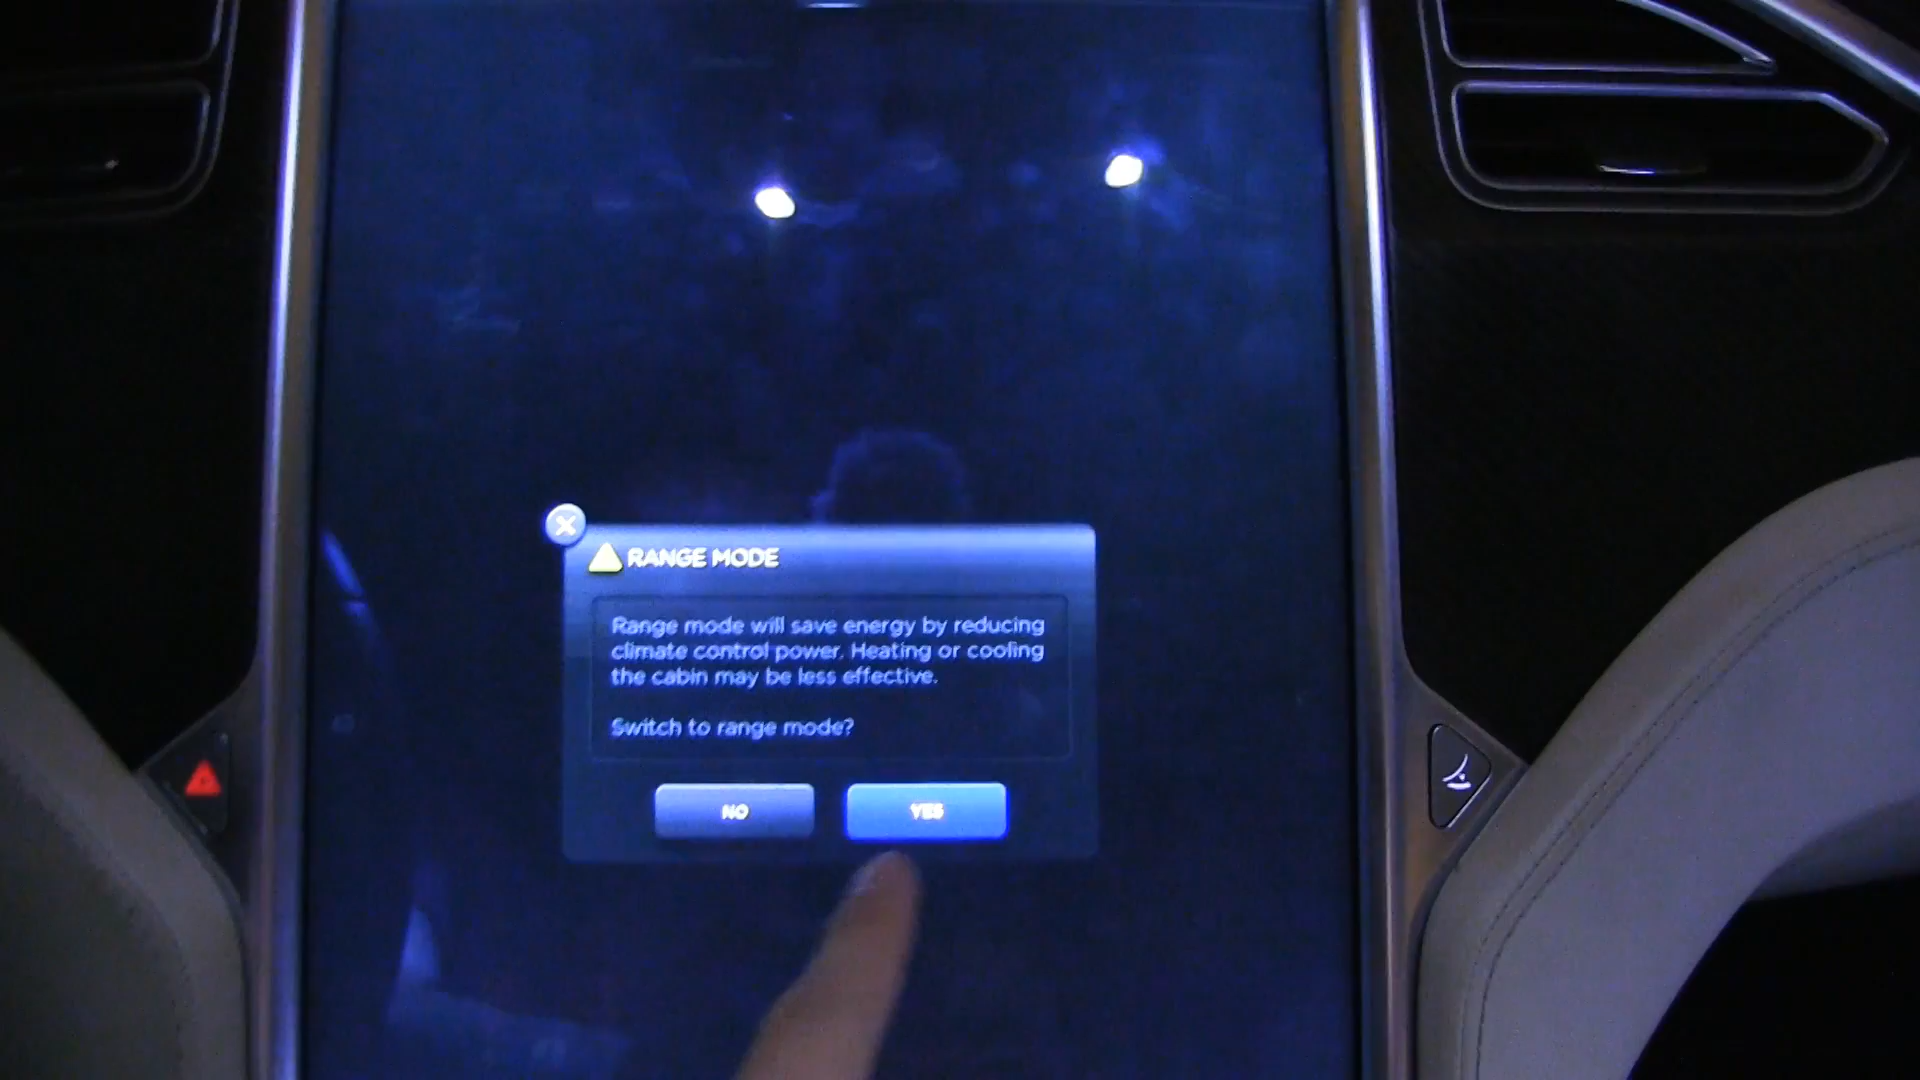 RANGE MODE
Range mode will save energy by reducing
climate control power. Heating or cooling
the cabin may be less effective.
Switch to range mode?
NO
YES